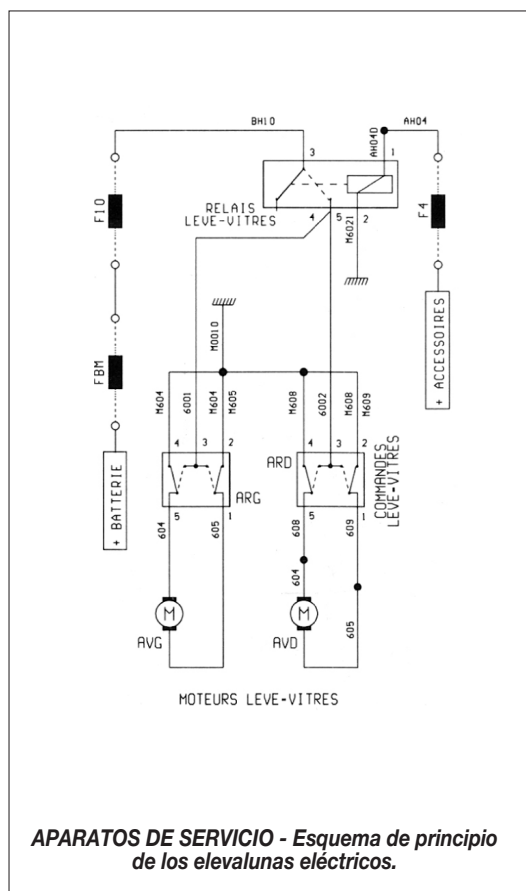 BH10
AH04
AH04D
3
1
F10
RELAIS
LEVE-VITRES
4
5
2
M6021
F4
M0010
FBM
+ ACCESSOIRES
M604
6001
M604
M605
M608
6002
M608
M609
4
3
2
4
3
2
ARD
ARG
COMMANDES
LEVE-VITRES
+ BATTERIE
5
1
5
1
604
605
608
609
604
M
M
AVG
AVD
605
MOTEURS LEVE-VITRES
APARATOS DE SERVICIO - Esquema de principio
de los elevalunas eléctricos.